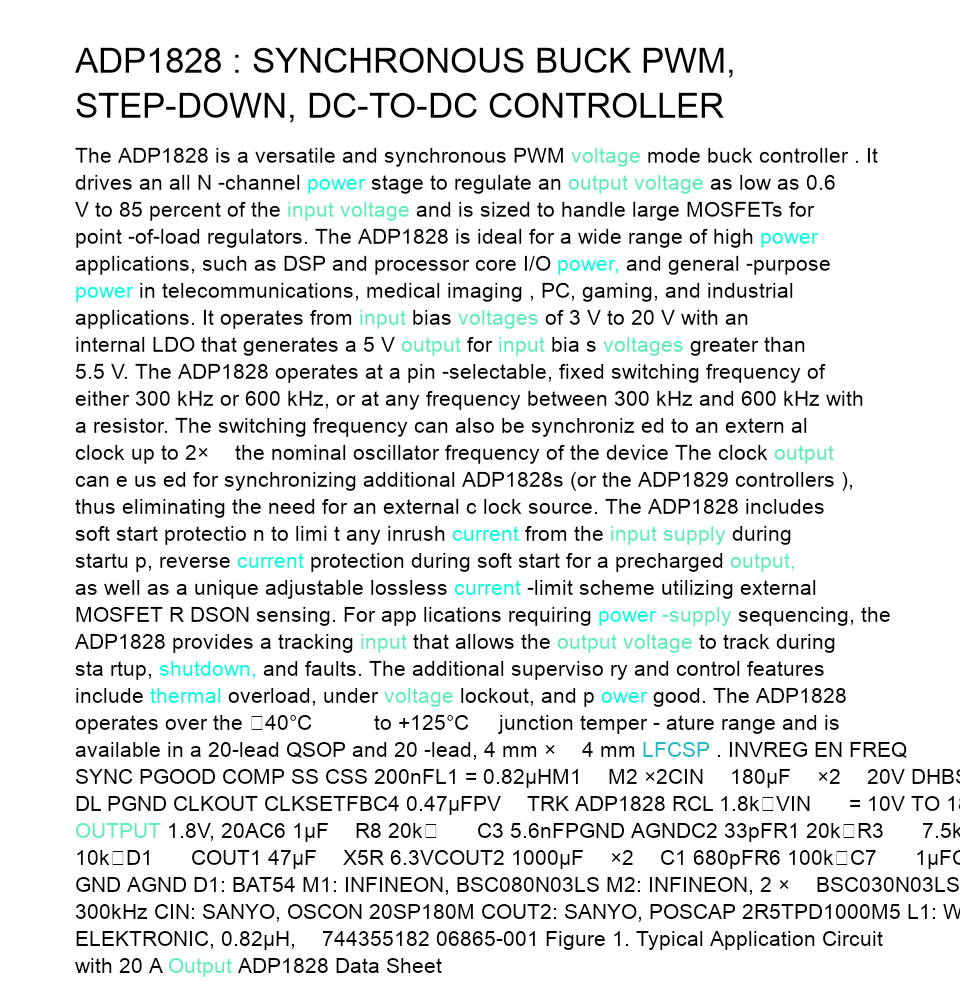 ADP1828 : SYNCHRONOUS BUCK PWM,
STEP-DOWN, DC-TO-DC CONTROLLER
The ADP1828 is a versatile and synchronous PWM voltage mode buck controller . It
drives an all N -channel power stage to regulate an output voltage as low as 0.6
V to 85 percent of the input voltage and is sized to handle large MOSFETs for
point -of-load regulators. The ADP1828 is ideal for a wide range of high power
applications, such as DSP and processor core I/O power, and general -purpose
power in telecommunications, medical imaging , PC, gaming, and industrial
applications. It operates from input bias voltages of 3 V to 20 V with an
internal LDO that generates a 5 V output for input bia s voltages greater than
5.5 V. The ADP1828 operates at a pin -selectable, fixed switching frequency of
either 300 kHz or 600 kHz, or at any frequency between 300 kHz and 600 kHz with
a resistor. The switching frequency can also be synchroniz ed to an extern al
clock up to 2× the nominal oscillator frequency of the device The clock output
can e us ed for synchronizing additional ADP1828s (or the ADP1829 controllers ),
thus eliminating the need for an external c lock source. The ADP1828 includes
soft start protectio n to limi t any inrush current from the input supply during
startu p, reverse current protection during soft start for a precharged output,
as well as a unique adjustable lossless current -limit scheme utilizing external
MOSFET R DSON sensing. For app lications requiring power -supply sequencing, the
ADP1828 provides a tracking input that allows the output voltage to track during
sta rtup, shutdown, and faults. The additional superviso ry and control features
include thermal overload, under voltage lockout, and p ower good. The ADP1828
operates over the □40°C to +125°C junction temper - ature range and is
available in a 20-lead QSOP and 20 -lead, 4 mm × 4 mm LFCSP . INVREG EN FREQ
SYNC PGOOD COMP SS CSS 200nFL1 = 0.82µHM1 M2 ×2CIN 180µF ×2 20V DHBS
DL PGND CLKOUT CLKSETFBC4 0.47µFPV TRK ADP1828 RCL 1.8k□VIN = 10V TO 18
OUTPUT 1.8V, 20AC6 1µF R8 20k□ C3 5.6nFPGND AGNDC2 33pFR1 20k□R3 7.5k
10k□D1 COUT1 47µF X5R 6.3VCOUT2 1000µF ×2 C1 680pFR6 100k□C7 1µFC
GND AGND D1: BAT54 M1: INFINEON, BSC080N03LS M2: INFINEON, 2 × BSC030N03LS
300kHz CIN: SANYO, OSCON 20SP180M COUT2: SANYO, POSCAP 2R5TPD1000M5 L1: W
ELEKTRONIC, 0.82µH, 744355182 06865-001 Figure 1. Typical Application Circuit
with 20 A Output ADP1828 Data Sheet